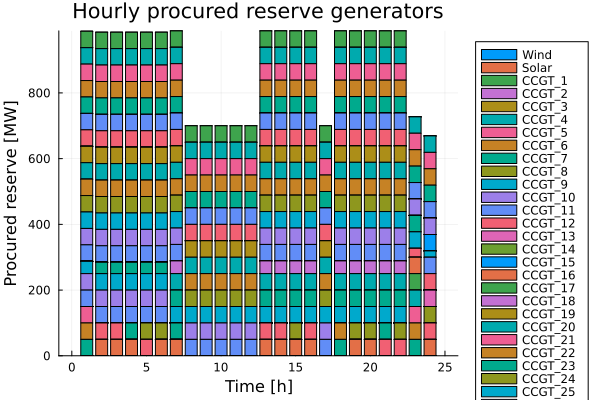 Hourly procured reserve generators
Procured reserve [MW]
800
600
400
200
0
0
5
10
15
20
25
Time [h]
Wind
Solar
CCGT_1
CCGT_2
CCGT_3
CCGT_4
CCGT_5
CCGT_6
CCGT_7
CCGT_8
CCGT_9
CCGT_10
CCGT_11
CCGT_12
CCGT_13
CCGT_14
CCGT_15
CCGT_16
CCGT_17
CCGT_18
CCGT_19
CCGT_20
CCGT_21
CCGT_22
CCGT_23
CCGT_24
CCGT_25